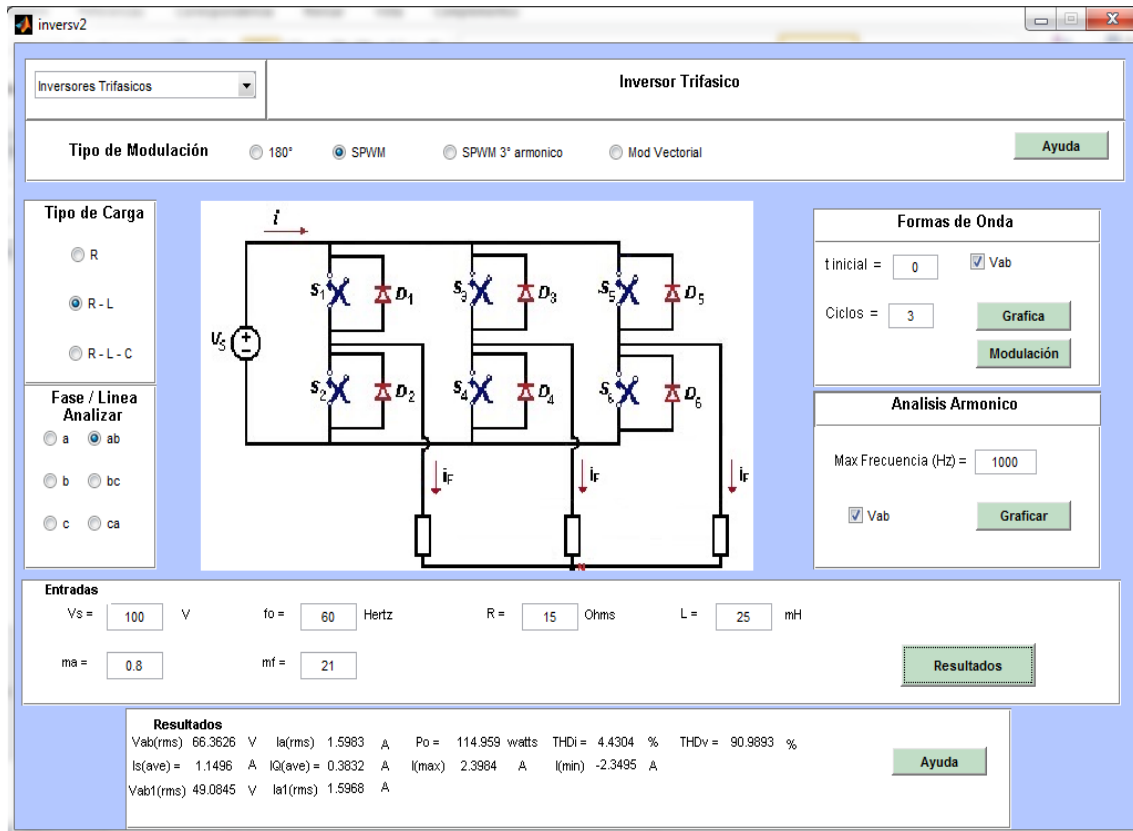 inversv2
Inversores Trifasicos
Inversor Trifasico
Tipo de Modulación 180° SPWM SPWM 3° armonico Mod Vectorial Ayuda
Tipo de Carga
R
R - L
R - L - C
Fase / Linea
Analizar
a ab
b bc
c ca
i
S1 D1 S3 D3 S5 D5
Vs
S2 D2 S4 D4 S6 D6
iF iF iF
Formas de Onda
t inicial = 0 Vab
Ciclos = 3 Grafica
Modulación
Analisis Armonico
Max Frecuencia (Hz) = 1000
Vab Graficar
Entradas
Vs = 100 V fo = 60 Hertz R = 15 Ohms L = 25 mH
ma = 0.8 mf = 21
Resultados
Resultados
Vab(rms) 66.3626 V Ia(rms) 1.5983 A Po = 114.959 watts THDi = 4.4304 % THDv = 90.9893 %
Is(ave) = 1.1496 A IQ(ave) = 0.3832 A I(max) 2.3984 A I(min) -2.3495 A
Vab1(rms) 49.0845 V Ia1(rms) 1.5968 A
Ayuda